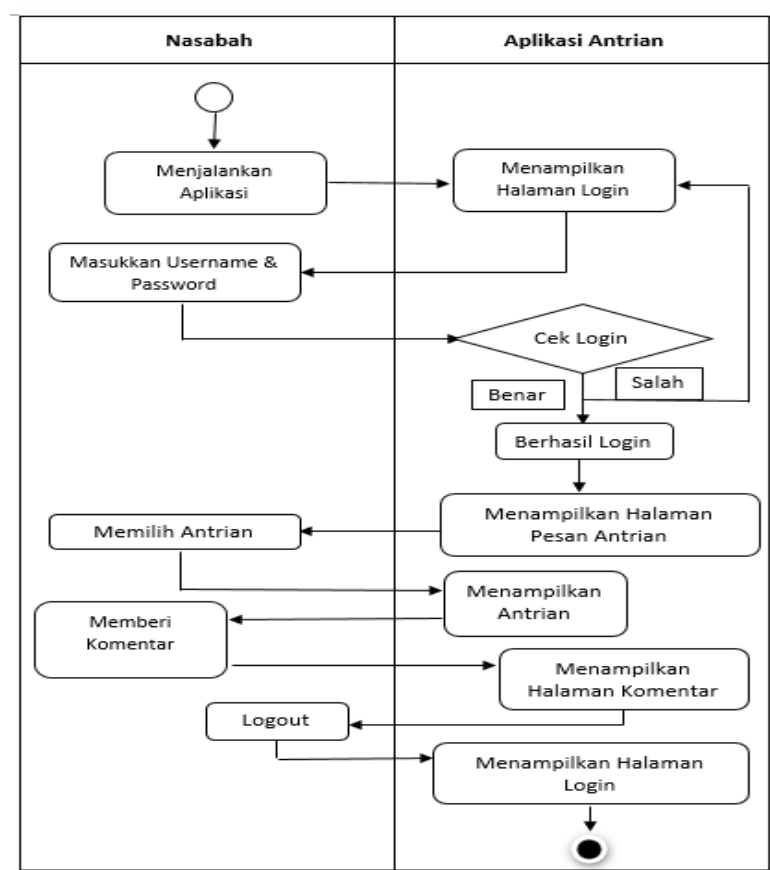 Nasabah
Aplikasi Antrian
Menjalankan
Aplikasi
Menampilkan
Halaman Login
Masukkan Username &
Password
Cek Login
Benar
Salah
Berhasil Login
Menampilkan Halaman
Pesan Antrian
Memilih Antrian
Menampilkan
Antrian
Memberi
Komentar
Menampilkan
Halaman Komentar
Logout
Menampilkan Halaman
Login